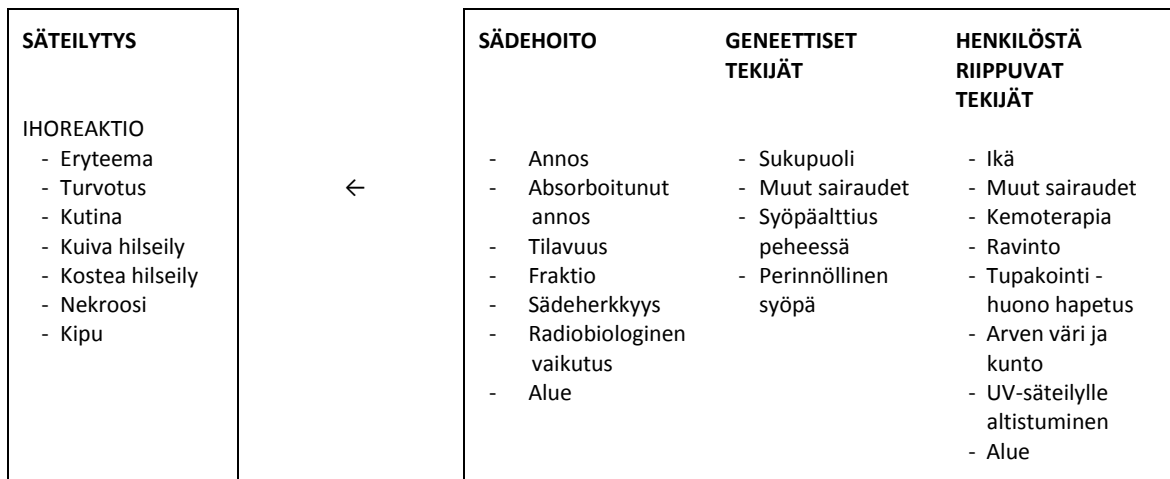 SÄTEILYTYS
IHOREAKTIO
- Eryteema
- Turvotus
- Kutina
- Kuiva hilseily
- Kostea hilseily
- Nekroosi
- Kipu
←
SÄDEHOITO
- Annos
- Absorboitunut
annos
- Tilavuus
- Fraktio
- Sädeherkkyys
- Radiobiologinen
vaikutus
- Alue
GENEETTISET
TEKIJÄT
- Sukupuoli
- Muut sairaudet
- Syöpäalttius
peheessä
- Perinnöllinen
syöpä
HENKILÖSTÄ
RIIPPUVAT
TEKIJÄT
- Ikä
- Muut sairaudet
- Kemoterapia
- Ravinto
- Tupakointi -
huono hapetus
- Arven väri ja
kunto
- UV-säteilylle
altistuminen
- Alue